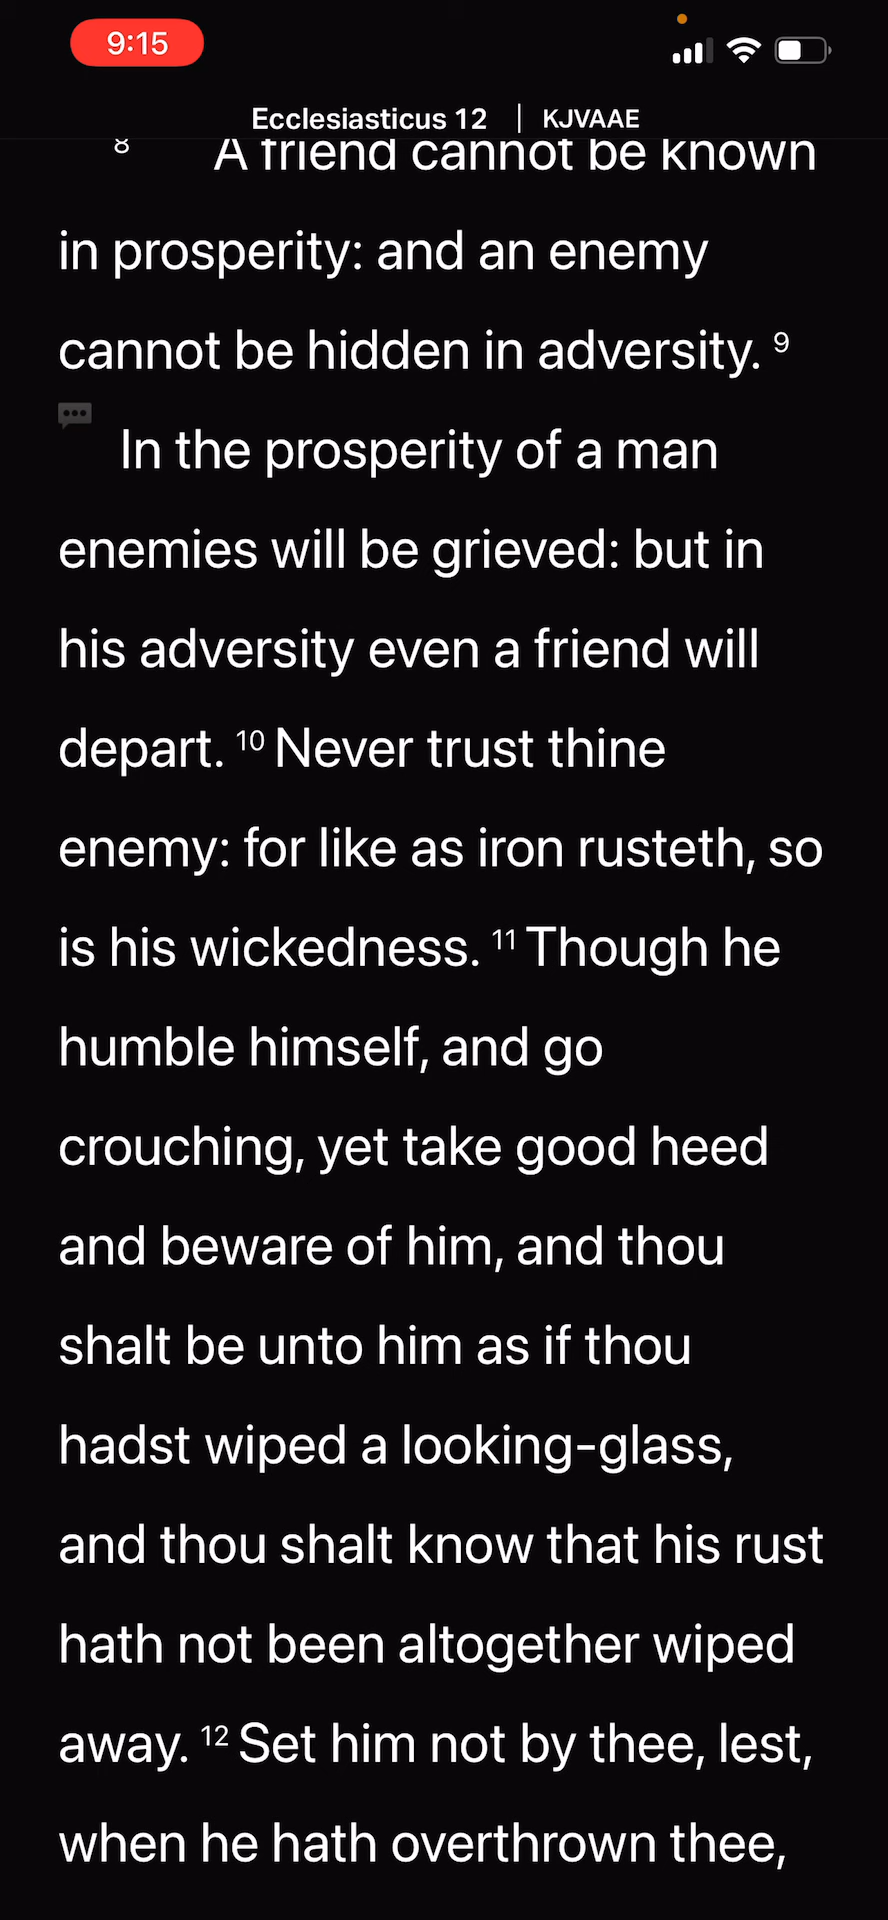 9:15
Ecclesiasticus 12 | KJVAAE
8 A friend cannot be known
in prosperity: and an enemy
cannot be hidden in adversity. 9
In the prosperity of a man
enemies will be grieved: but in
his adversity even a friend will
depart. 10 Never trust thine
enemy: for like as iron rusteth, so
is his wickedness. 11 Though he
humble himself, and go
crouching, yet take good heed
and beware of him, and thou
shalt be unto him as if thou
hadst wiped a looking-glass,
and thou shalt know that his rust
hath not been altogether wiped
away. 12 Set him not by thee, lest,
when he hath overthrown thee,